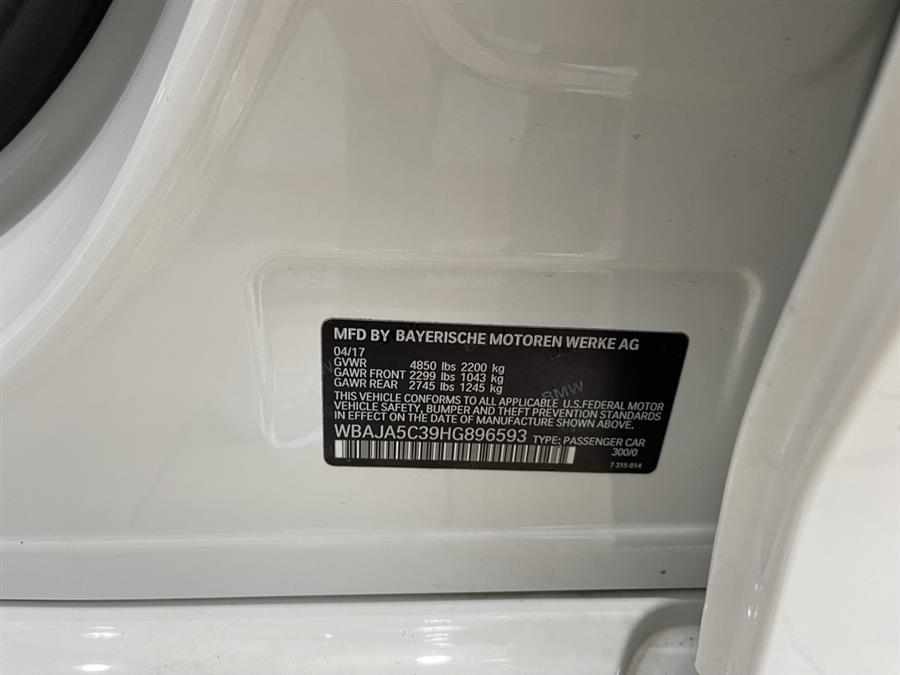 MFD BY BAYERISCHE MOTOREN WERKE AG
04/17
GVWR 4850 lbs 2200 kg
GAWR FRONT 2299 lbs 1043 kg
GAWR REAR 2745 lbs 1245 kg
THIS VEHICLE CONFORMS TO ALL APPLICABLE U.S.FEDERAL MOTOR
VEHICLE SAFETY, BUMPER, AND THEFT PREVENTION STANDARDS
IN EFFECT ON THE DATE OF MANUFACTURE SHOWN ABOVE.
WBAJA5C39HG896593 TYPE: PASSENGER CAR
300/0
7 315 814
BMW